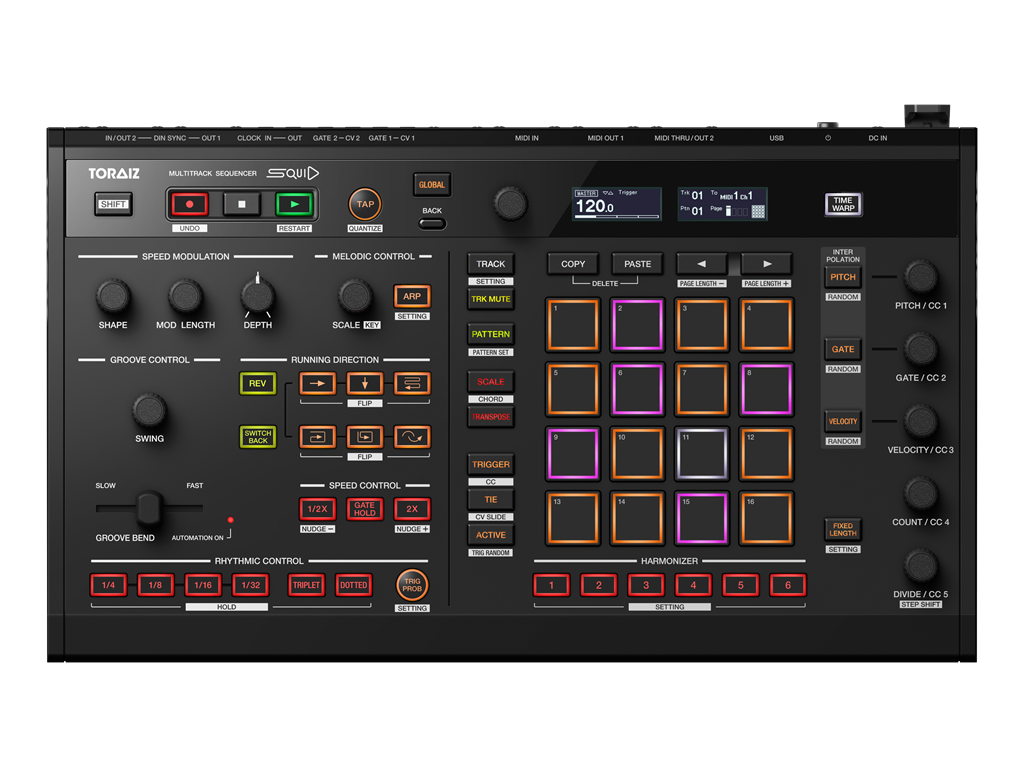 IN/OUT 2 DIN SYNC OUT 1 CLOCK IN OUT GATE 2 – CV 2 GATE 1 – CV 1 MIDI IN MIDI OUT 1 MIDI THRU/OUT 2 USB DC IN
TORAIZ MULTITRACK SEQUENCER SQUID
SHIFT
UNDO
RESTART
TAP
QUANTIZE
GLOBAL
BACK
MASTER Trigger
120.0
Trk 01 To MIDI1 Ch1
Ptn 01 Page
TIME
WARP
SPEED MODULATION
SHAPE
MOD LENGTH
DEPTH
MELODIC CONTROL
SCALE KEY
ARP
SETTING
GROOVE CONTROL
SWING
SLOW
FAST
GROOVE BEND
AUTOMATION ON
RUNNING DIRECTION
REV
FLIP
SWITCH
BACK
FLIP
SPEED CONTROL
1/2X
GATE
HOLD
2X
NUDGE –
NUDGE +
RHYTHMIC CONTROL
1/4
1/8
1/16
1/32
TRIPLET
DOTTED
HOLD
TRIG
PROB
SETTING
TRACK
SETTING
TRK MUTE
PATTERN
PATTERN SET
SCALE
CHORD
TRANSPOSE
TRIGGER
CC
TIE
CV SLIDE
ACTIVE
TRIG RANDOM
COPY
PASTE
DELETE
PAGE LENGTH –
PAGE LENGTH +
1
2
3
4
5
6
7
8
9
10
11
12
13
14
15
16
HARMONIZER
1
2
3
4
5
6
SETTING
INTER
POLATION
PITCH
RANDOM
GATE
RANDOM
VELOCITY
RANDOM
FIXED
LENGTH
SETTING
PITCH / CC 1
GATE / CC 2
VELOCITY / CC 3
COUNT / CC 4
DIVIDE / CC 5
STEP SHIFT